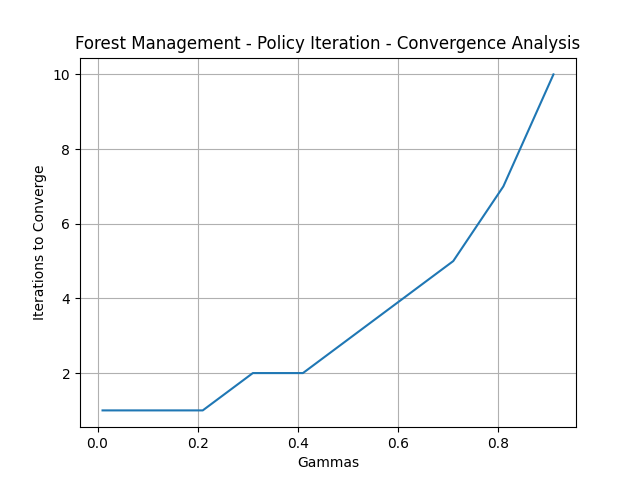 Forest Management - Policy Iteration - Convergence Analysis
10
8
6
4
2
Iterations to Converge
0.0 0.2 0.4 0.6 0.8
Gammas